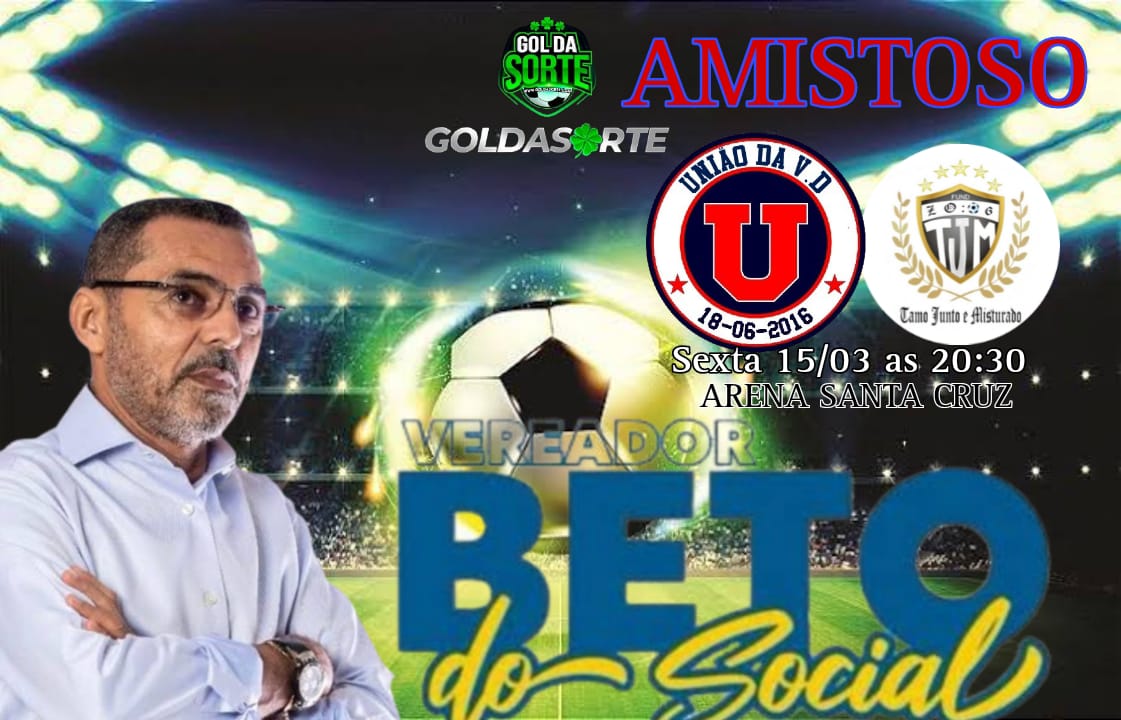 GOL DA
SORTE
GOLDASORTE
AMISTOSO
UNIÃO DA V.D
U
18-06-2016
FUND
ZO:06
TJM
Tamo Junto e Misturado
Sexta 15/03 as 20:30
ARENA SANTA CRUZ
VEREADOR
BETO
do Social